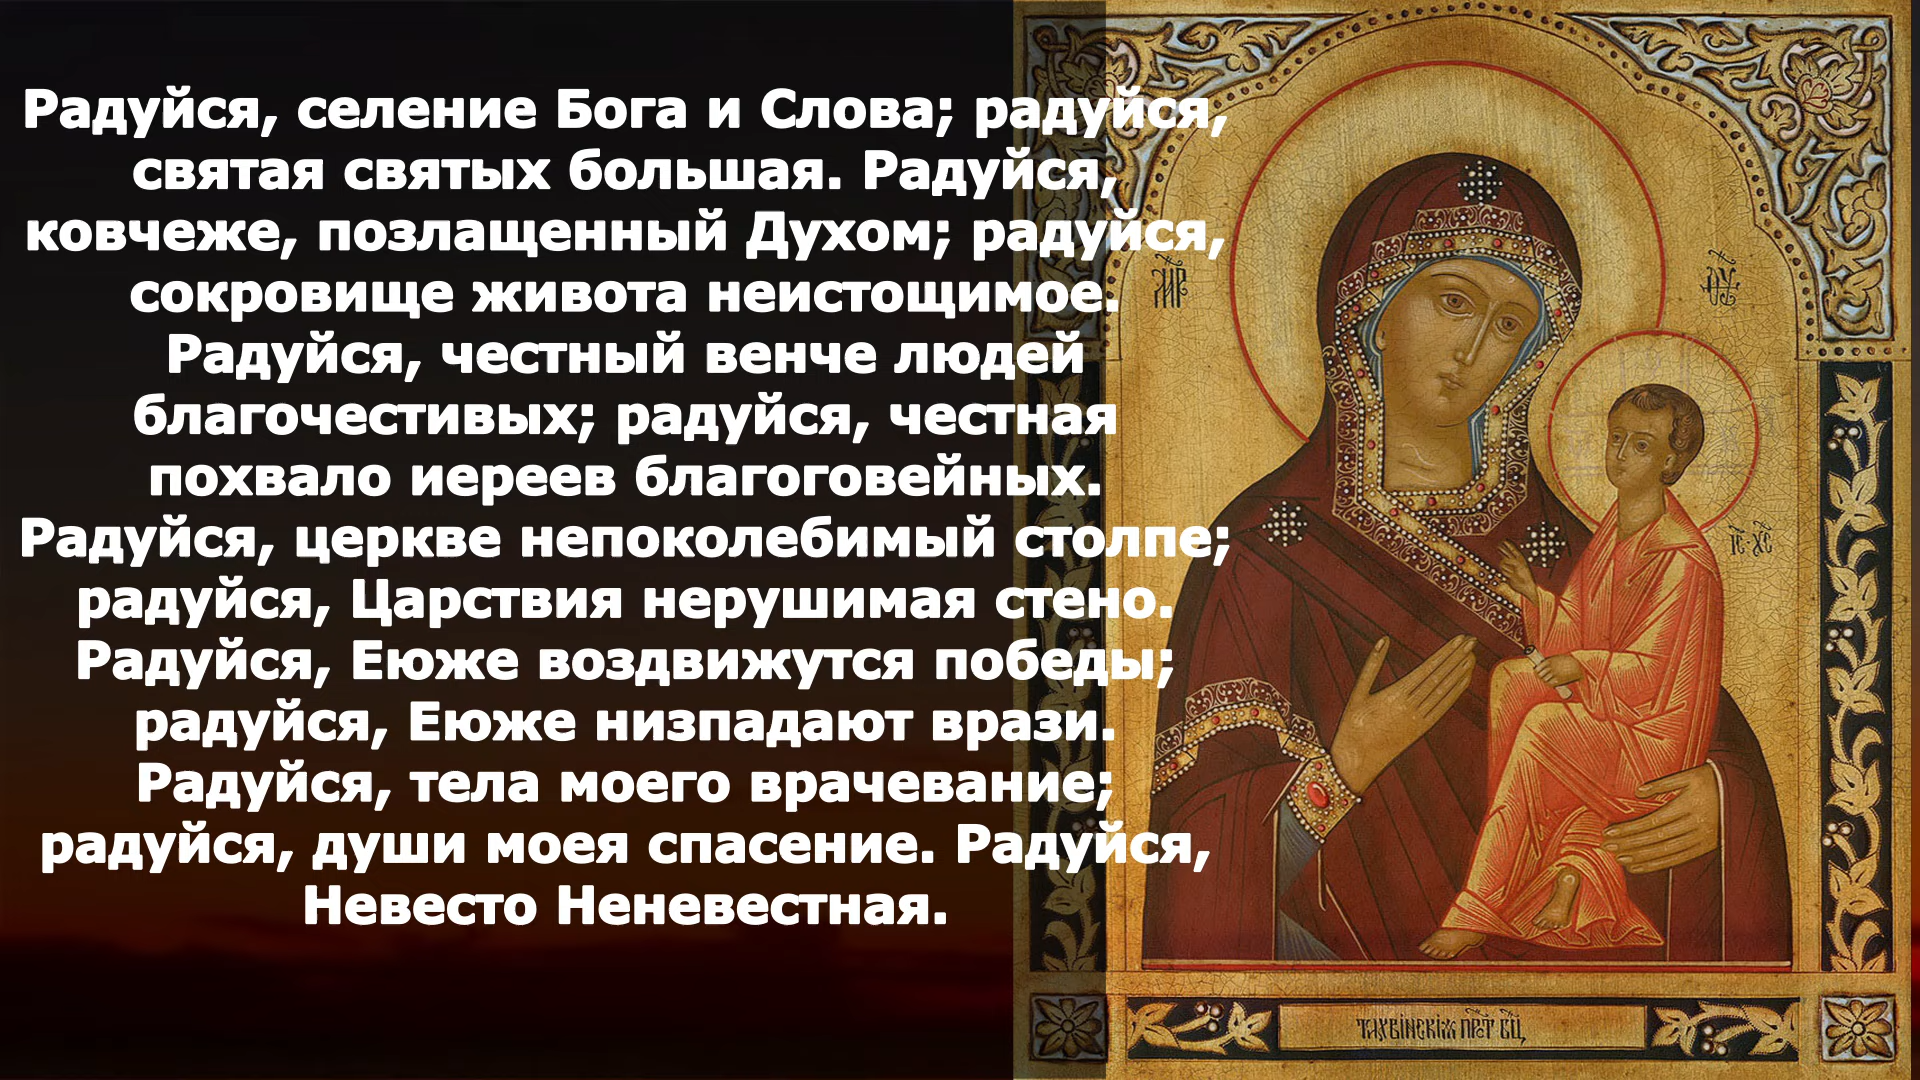 Радуйся, селение Бога и Слова; радуйся,
святая святых большая. Радуйся,
ковчеже, позлащенный Духом; радуйся,
сокровище живота неистощимое.
Радуйся, честный венче людей
благочестивых; радуйся, честная
похвало иереев благоговейных.
Радуйся, церкве непоколебимый столпе;
радуйся, Царствия нерушимая стено.
Радуйся, Еюже воздвижутся победы;
радуйся, Еюже низпадают врази.
Радуйся, тела моего врачевание;
радуйся, души моея спасение. Радуйся,
Невесто Неневестная.